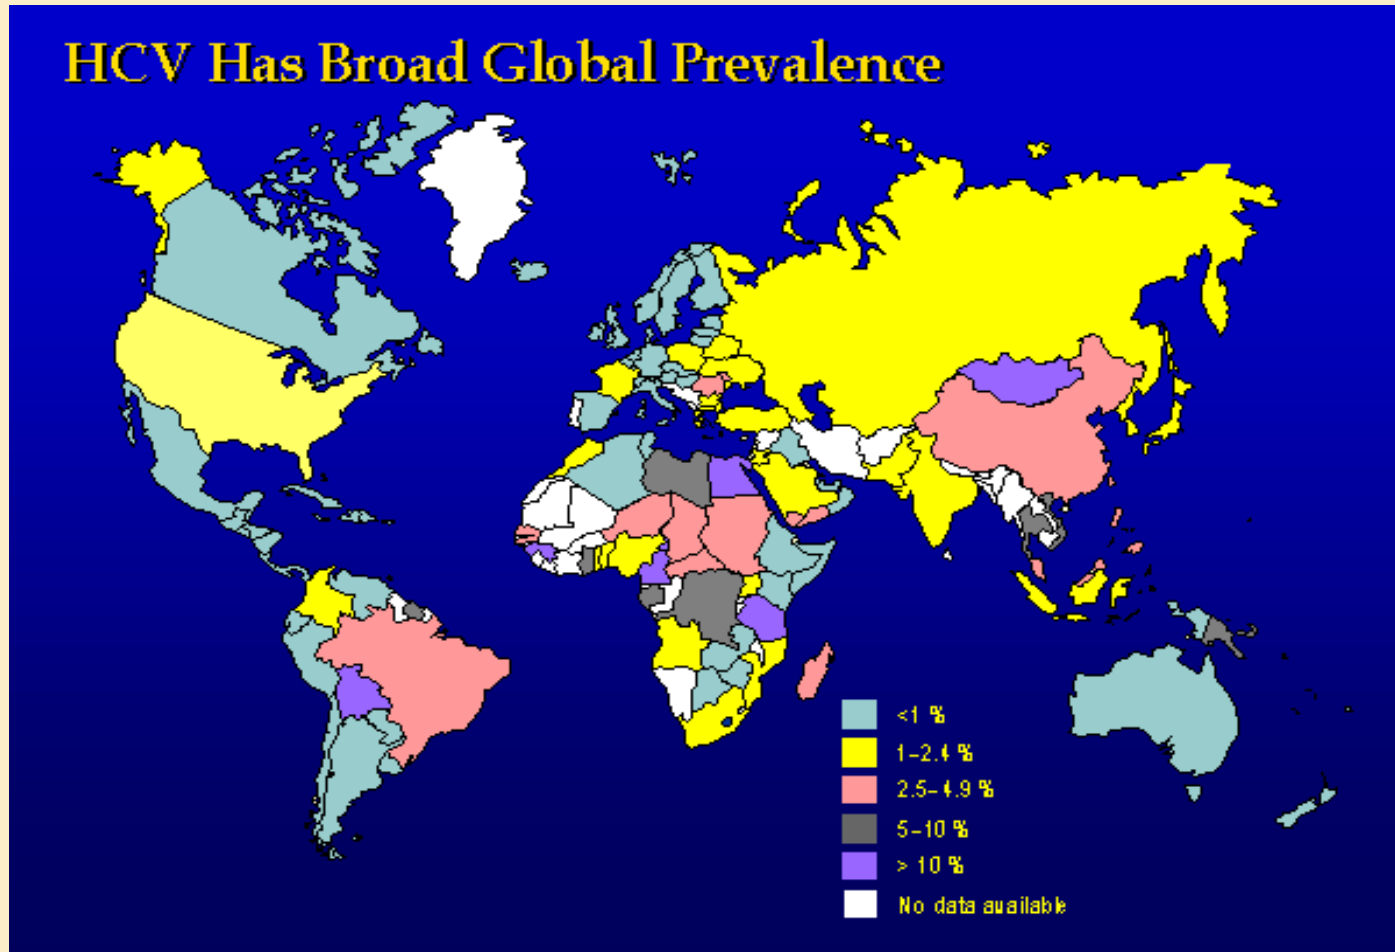 HCV Has Broad Global Prevalence
<1 %
1-2.4 %
2.5-4.9 %
5-10 %
> 10 %
No data available